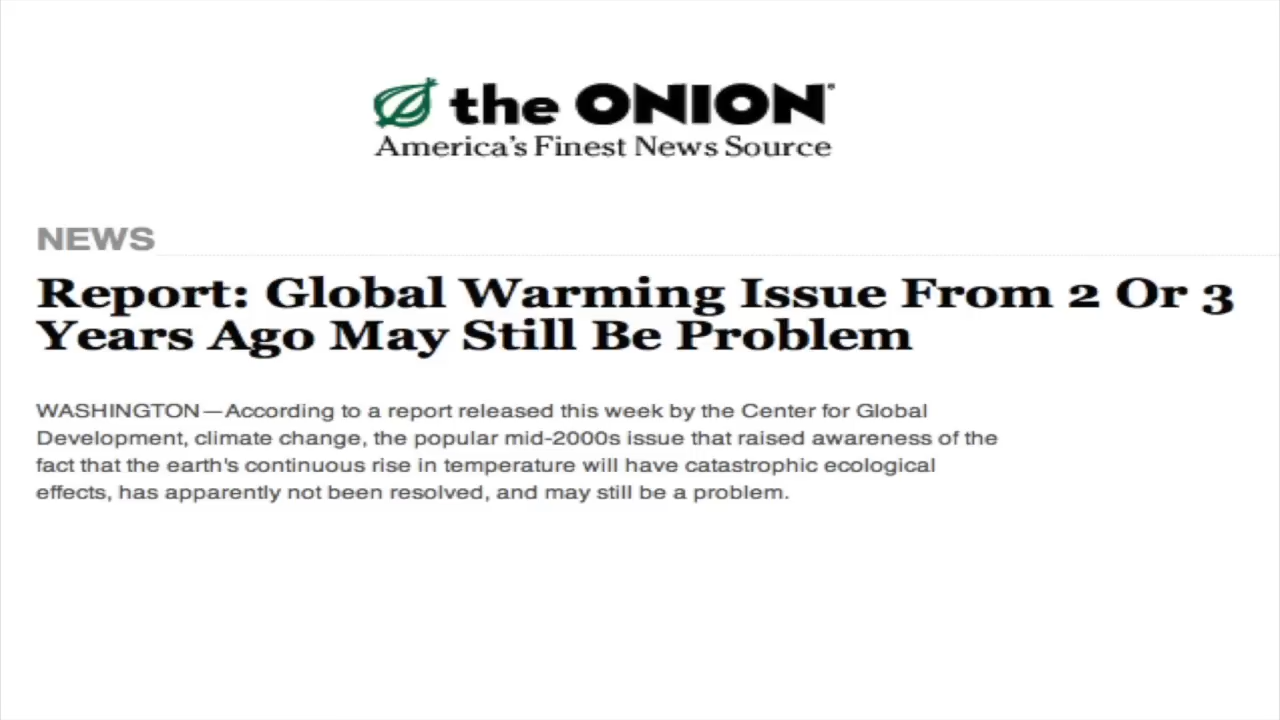 the ONION
America's Finest News Source
NEWS
Report: Global Warming Issue From 2 Or 3
Years Ago May Still Be Problem
WASHINGTON—According to a report released this week by the Center for Global
Development, climate change, the popular mid-2000s issue that raised awareness of the
fact that the earth's continuous rise in temperature will have catastrophic ecological
effects, has apparently not been resolved, and may still be a problem.